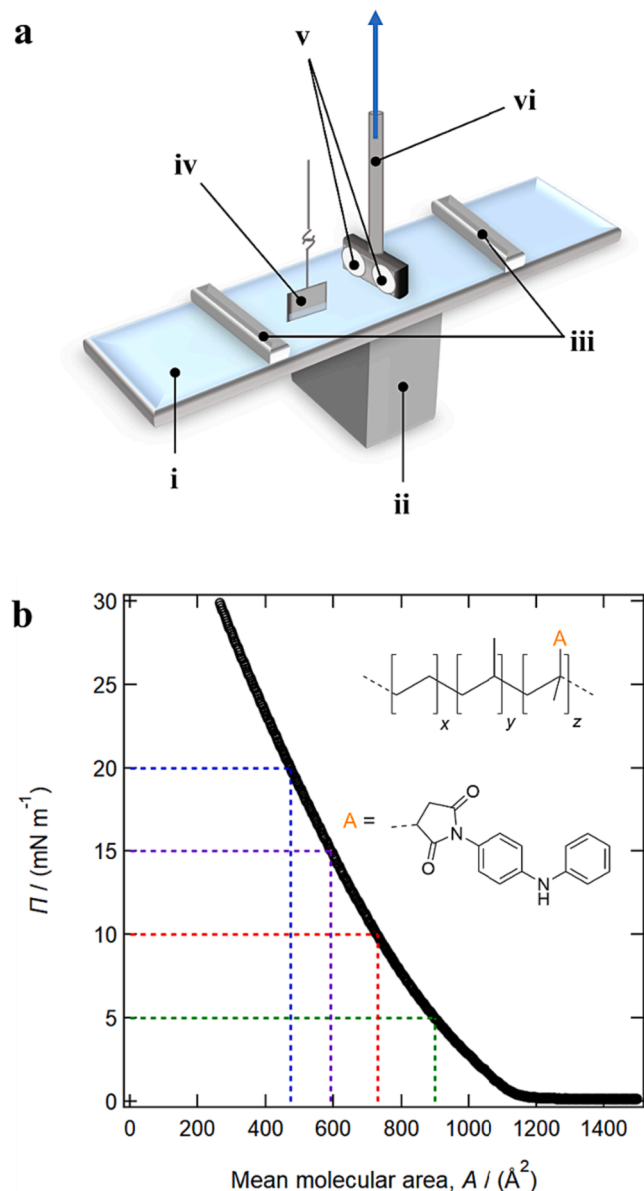 a
v
vi
iv
iii
i
ii
b
30
25
20
15
10
5
0
Π / (mN m⁻¹)
A
x
y
z
A =
O
N
O
N
H
0
200
400
600
800
1000
1200
1400
Mean molecular area, A / (Å²)